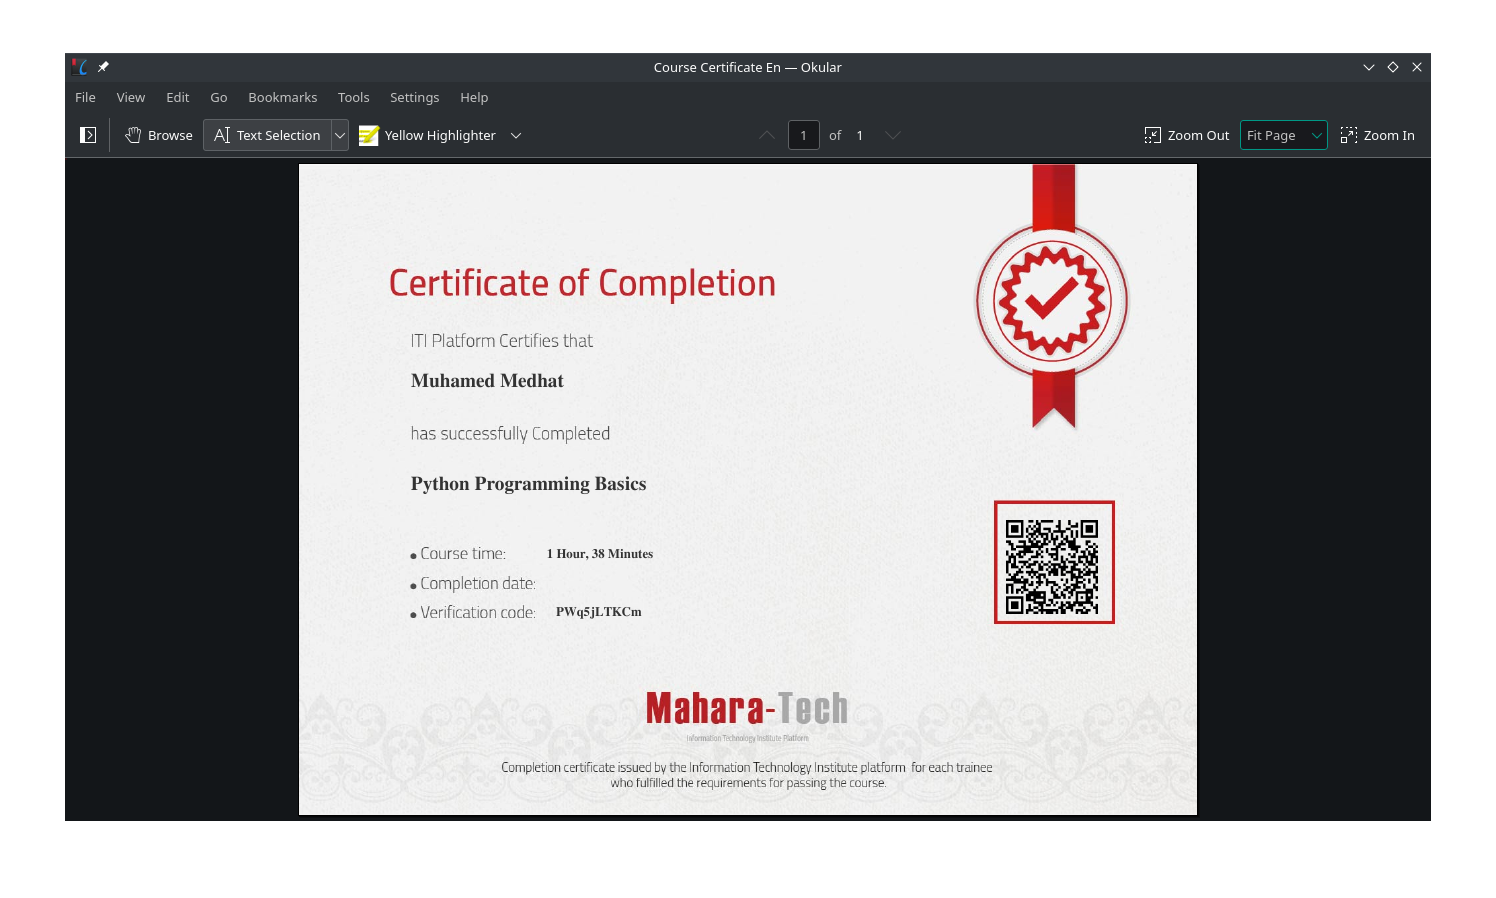 Course Certificate En — Okular
File View Edit Go Bookmarks Tools Settings Help
Browse Text Selection Yellow Highlighter 1 of 1 Zoom Out Fit Page Zoom In
Certificate of Completion
ITI Platform Certifies that
Muhamed Medhat
has successfully Completed
Python Programming Basics
Course time: 1 Hour, 38 Minutes
Completion date:
Verification code: PWq5jLTKCm
Mahara-Tech
Information Technology Institute Platform
Completion certificate issued by the Information Technology Institute platform for each trainee
who fulfilled the requirements for passing the course.